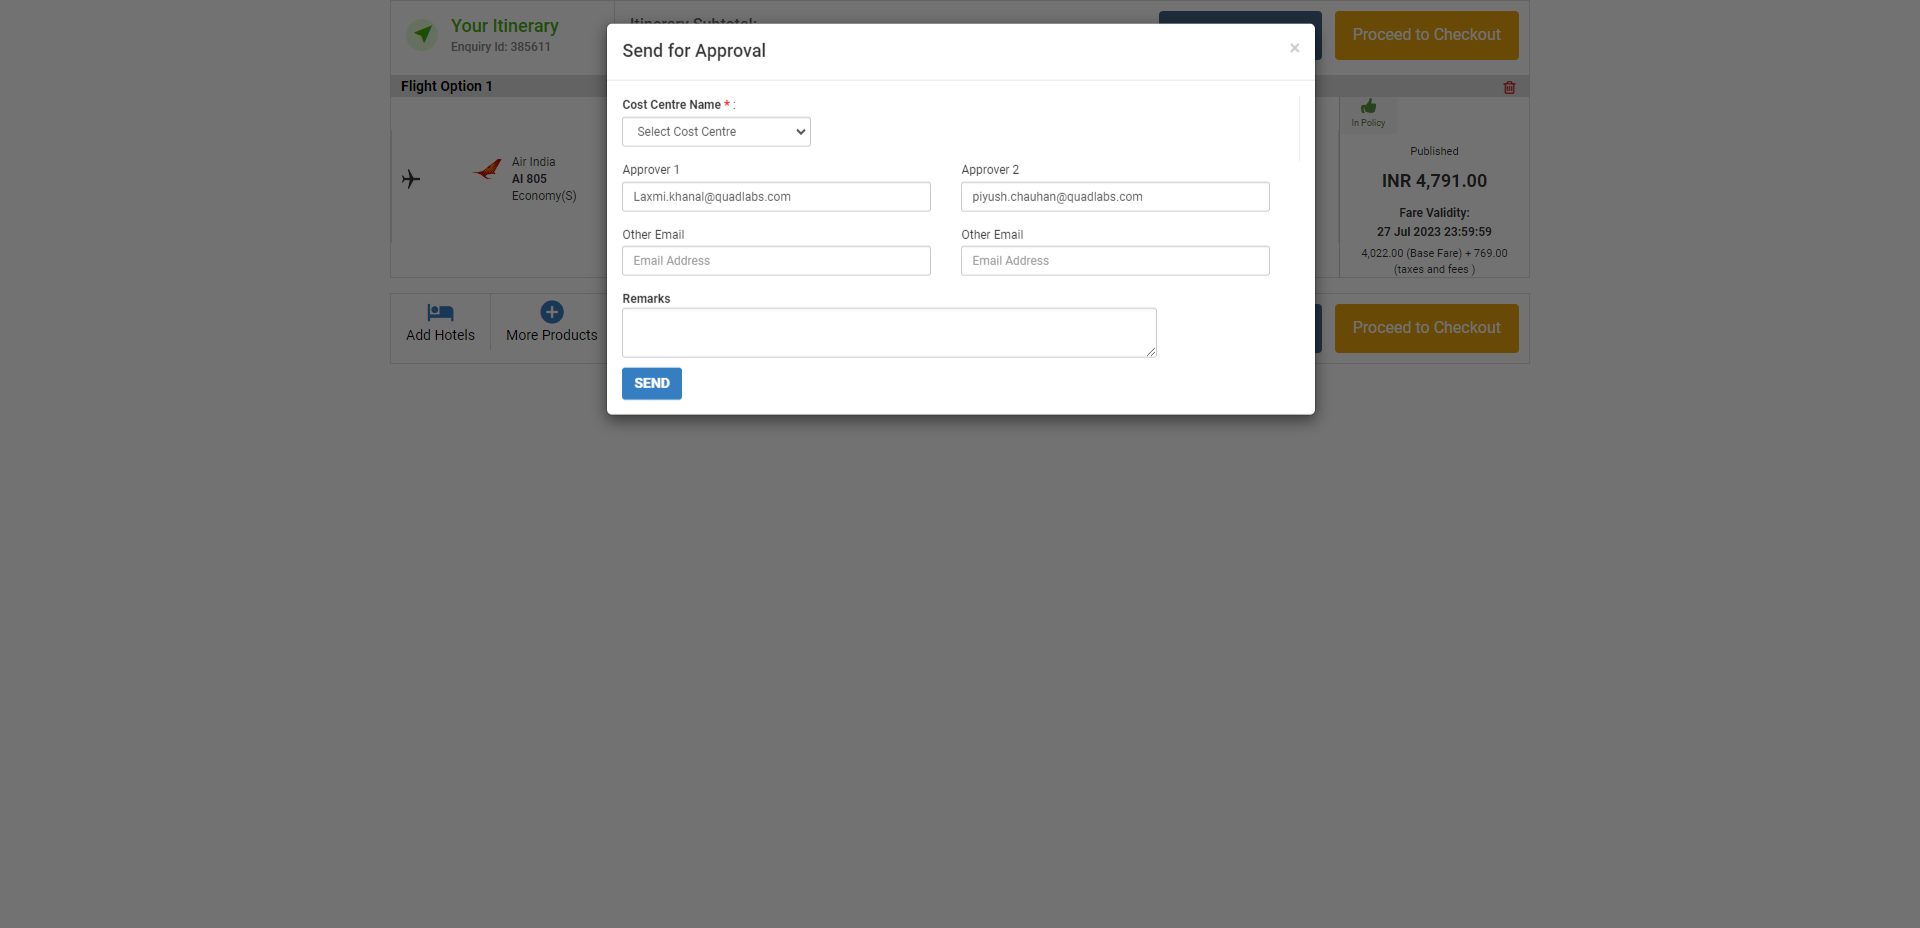 Your Itinerary
Enquiry Id: 385611
Itinerary Subtotal:
Proceed to Checkout
Flight Option 1
Air India
AI 805
Economy(S)
In Policy
Published
INR 4,791.00
Fare Validity:
27 Jul 2023 23:59:59
4,022.00 (Base Fare) + 769.00
(taxes and fees )
Add Hotels
More Products
Proceed to Checkout
Send for Approval
×
Cost Centre Name * :
Select Cost Centre
Approver 1
Approver 2
Laxmi.khanal@quadlabs.com
piyush.chauhan@quadlabs.com
Other Email
Other Email
Email Address
Email Address
Remarks
SEND